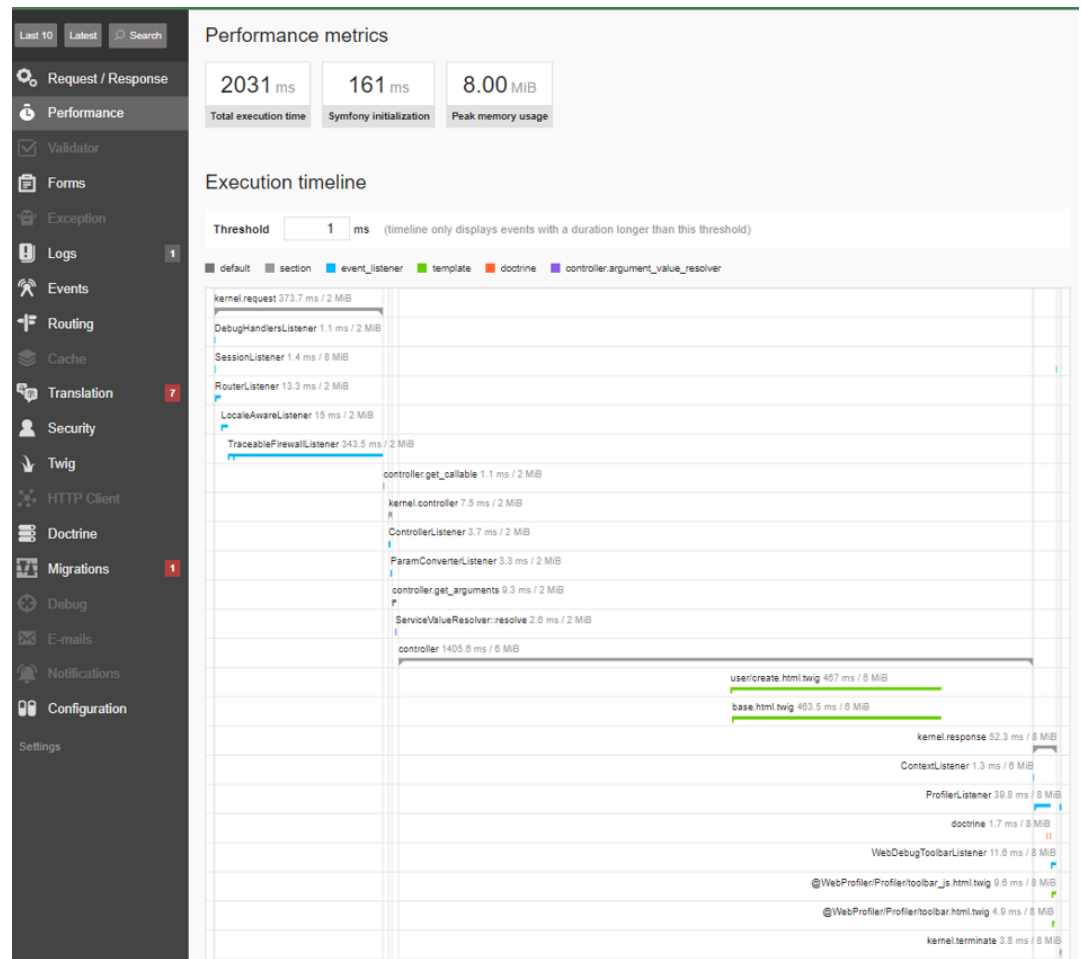 Last 10 Latest Search
Request / Response
Performance
Validator
Forms
Exception
Logs 1
Events
Routing
Cache
Translation 7
Security
Twig
HTTP Client
Doctrine
Migrations 1
Debug
E-mails
Notifications
Configuration
Settings
Performance metrics
2031 ms
Total execution time
161 ms
Symfony initialization
8.00 MiB
Peak memory usage
Execution timeline
Threshold 1 ms (timeline only displays events with a duration longer than this threshold)
default section event_listener template doctrine controller.argument_value_resolver
kernel.request 373.7 ms / 2 MiB
DebugHandlersListener 1.1 ms / 2 MiB
SessionListener 1.4 ms / 8 MiB
RouterListener 13.3 ms / 2 MiB
LocaleAwareListener 15 ms / 2 MiB
TraceableFirewallListener 343.5 ms / 2 MiB
controller.get_callable 1.1 ms / 2 MiB
kernel.controller 7.5 ms / 2 MiB
ControllerListener 3.7 ms / 2 MiB
ParamConverterListener 3.3 ms / 2 MiB
controller.get_arguments 9.3 ms / 2 MiB
ServiceValueResolver::resolve 2.6 ms / 2 MiB
controller 1405.6 ms / 6 MiB
user/create.html.twig 467 ms / 6 MiB
base.html.twig 463.5 ms / 6 MiB
kernel.response 52.3 ms / 8 MiB
ContextListener 1.3 ms / 6 MiB
ProfilerListener 39.8 ms / 8 MiB
doctrine 1.7 ms / 8 MiB
WebDebugToolbarListener 11.6 ms / 8 MiB
@WebProfiler/Profiler/toolbar_js.html.twig 9.6 ms / 8 MiB
@WebProfiler/Profiler/toolbar.html.twig 4.9 ms / 8 MiB
kernel.terminate 3.8 ms / 8 MiB